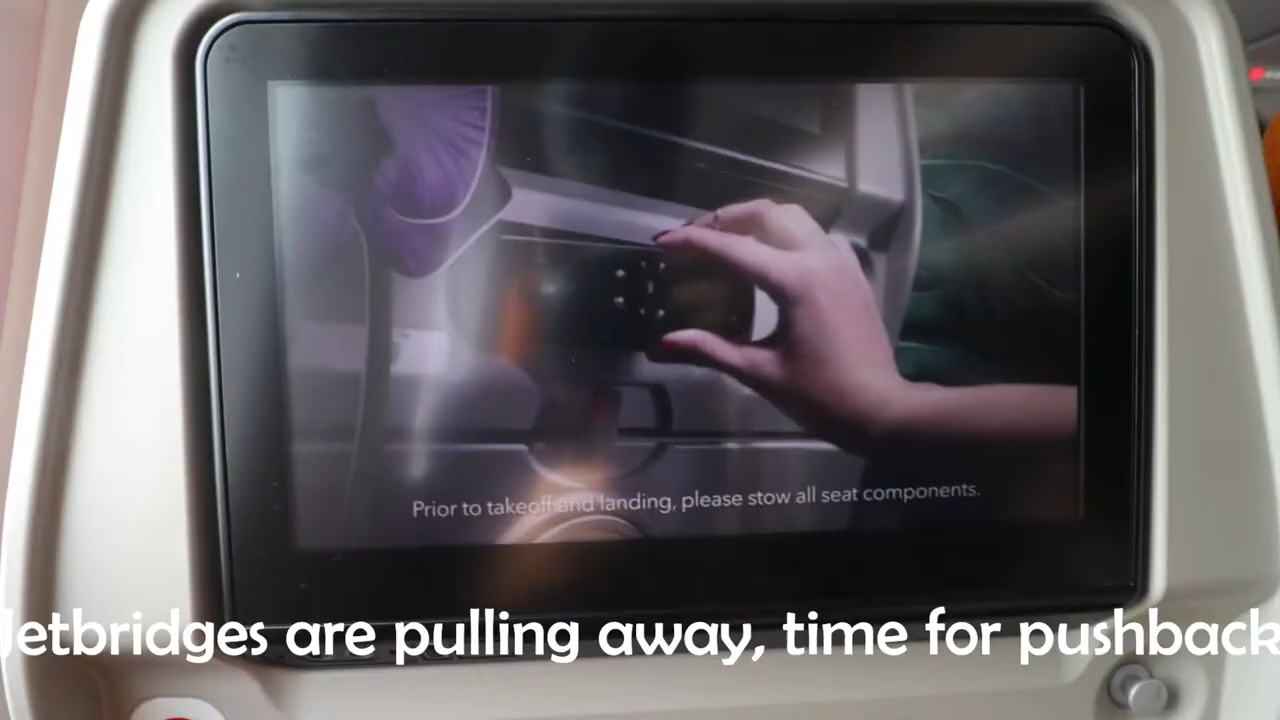 Prior to takeoff and landing, please stow all seat components.
Jetbridges are pulling away, time for pushback